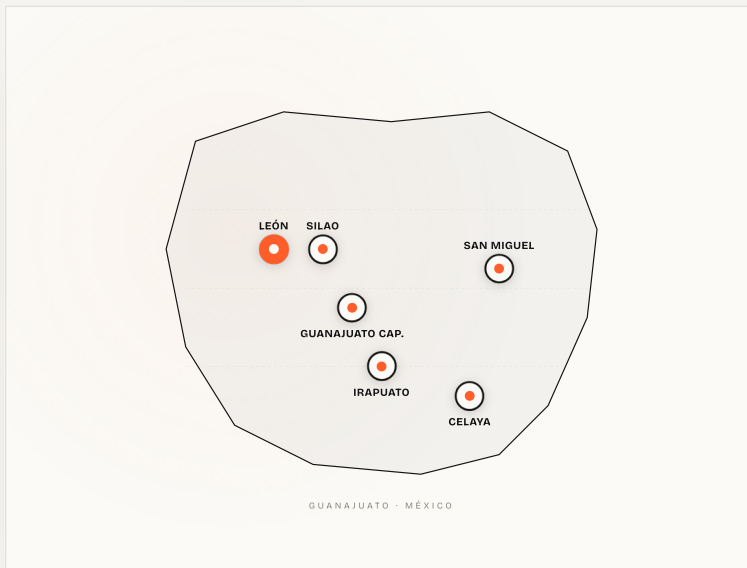 LEÓN
SILAO
SAN MIGUEL
GUANAJUATO CAP.
IRAPUATO
CELAYA
GUANAJUATO · MÉXICO